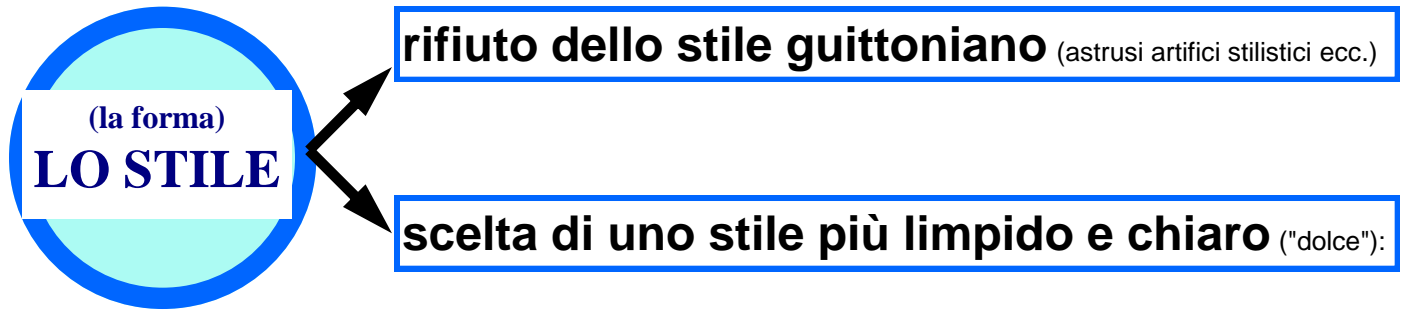 (la forma)
LO STILE
rifiuto dello stile guittoniano (astrusi artifici stilistici ecc.)
scelta di uno stile più limpido e chiaro ("dolce"):